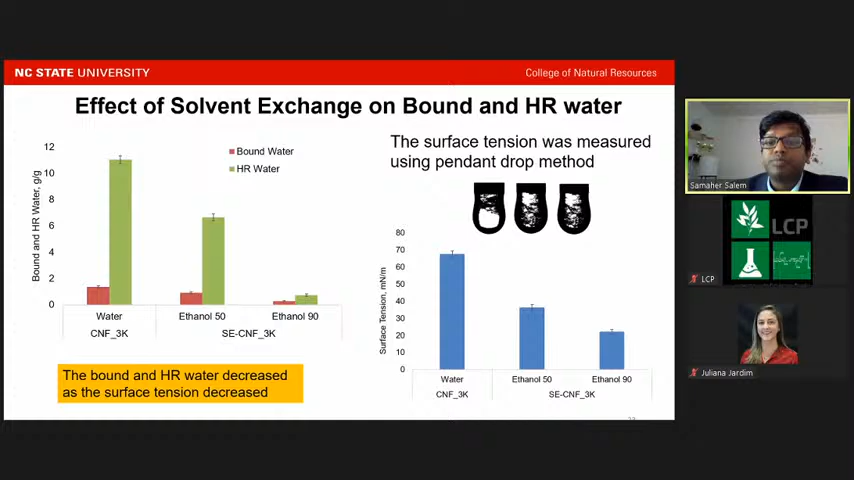 NC STATE UNIVERSITY
College of Natural Resources
Effect of Solvent Exchange on Bound and HR water
Bound and HR Water, g/g
12
10
8
6
4
2
0
Bound Water
HR Water
Water
Ethanol 50
Ethanol 90
CNF_3K
SE-CNF_3K
The bound and HR water decreased
as the surface tension decreased
The surface tension was measured
using pendant drop method
Surface Tension, mN/m
80
70
60
50
40
30
20
10
0
Water
Ethanol 50
Ethanol 90
CNF_3K
SE-CNF_3K
Samaher Salem
LCP
LCP
Juliana Jardim